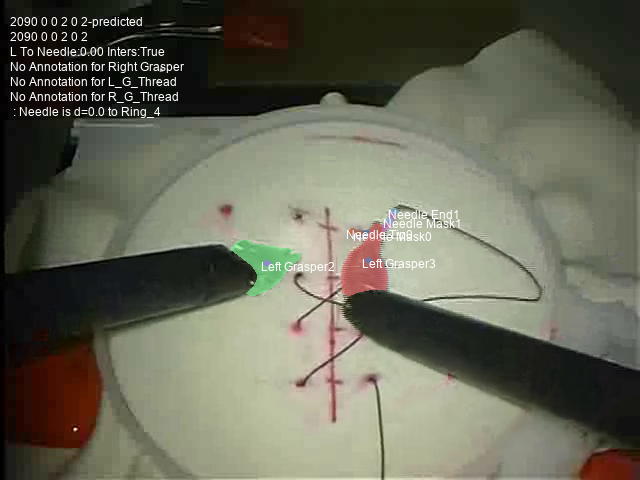 2090 0 0 2 0 2-predicted
2090 0 0 2 0 2
L To Needle:0.00 Inters:True
No Annotation for Right Grasper
No Annotation for L_G_Thread
No Annotation for R_G_Thread
: Needle is d=0.0 to Ring_4
Needle End1
Needle Mask1
Left Grasper2
Left Grasper3